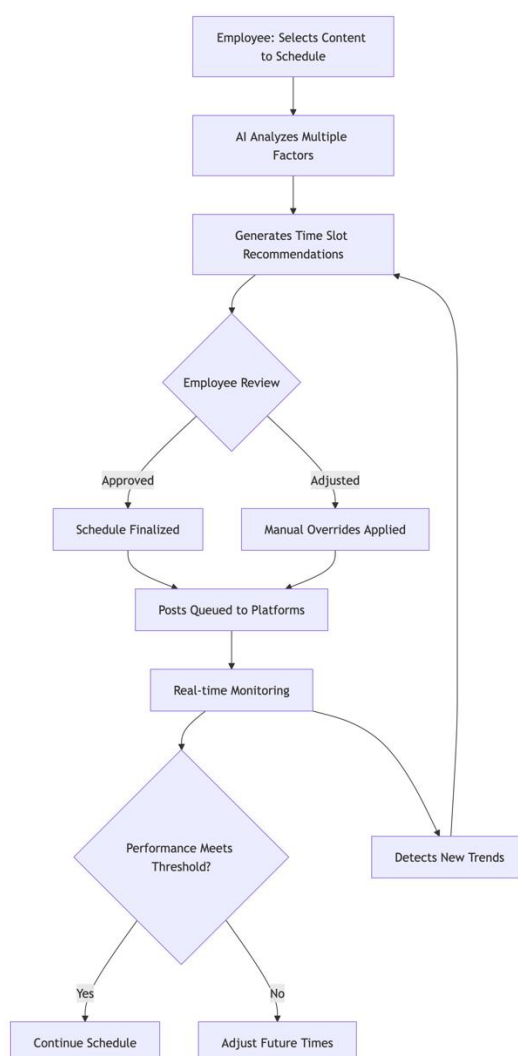 Employee: Selects Content
to Schedule
AI Analyzes Multiple
Factors
Generates Time Slot
Recommendations
Employee Review
Approved
Adjusted
Schedule Finalized
Manual Overrides Applied
Posts Queued to Platforms
Real-time Monitoring
Performance Meets
Threshold?
Detects New Trends
Yes
No
Continue Schedule
Adjust Future Times